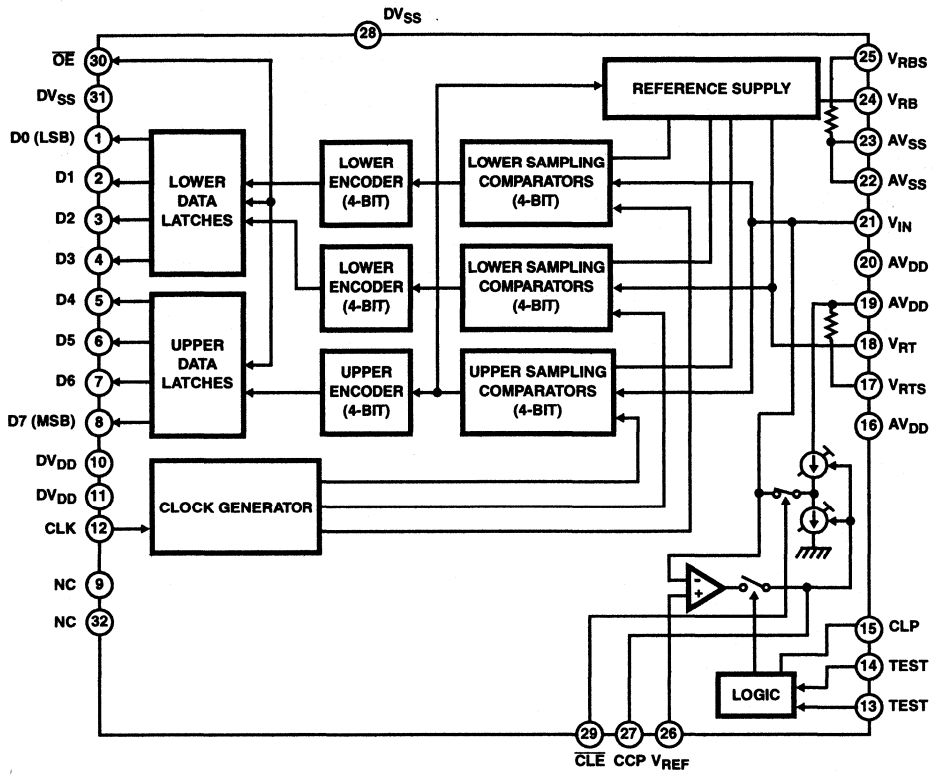 DVSS
28
OE
30
DVSS
31
D0 (LSB)
1
D1
2
D2
3
D3
4
D4
5
D5
6
D6
7
D7 (MSB)
8
DVDD
10
DVDD
11
CLK
12
NC
9
NC
32
LOWER
DATA
LATCHES
UPPER
DATA
LATCHES
CLOCK GENERATOR
LOWER
ENCODER
(4-BIT)
LOWER
ENCODER
(4-BIT)
UPPER
ENCODER
(4-BIT)
LOWER SAMPLING
COMPARATORS
(4-BIT)
LOWER SAMPLING
COMPARATORS
(4-BIT)
UPPER SAMPLING
COMPARATORS
(4-BIT)
REFERENCE SUPPLY
25
VRBS
24
VRB
23
AVSS
22
AVSS
21
VIN
20
AVDD
19
AVDD
18
VRT
17
VRTS
16
AVDD
-
+
15
CLP
14
TEST
13
TEST
LOGIC
29
27
26
CLE
CCP
VREF